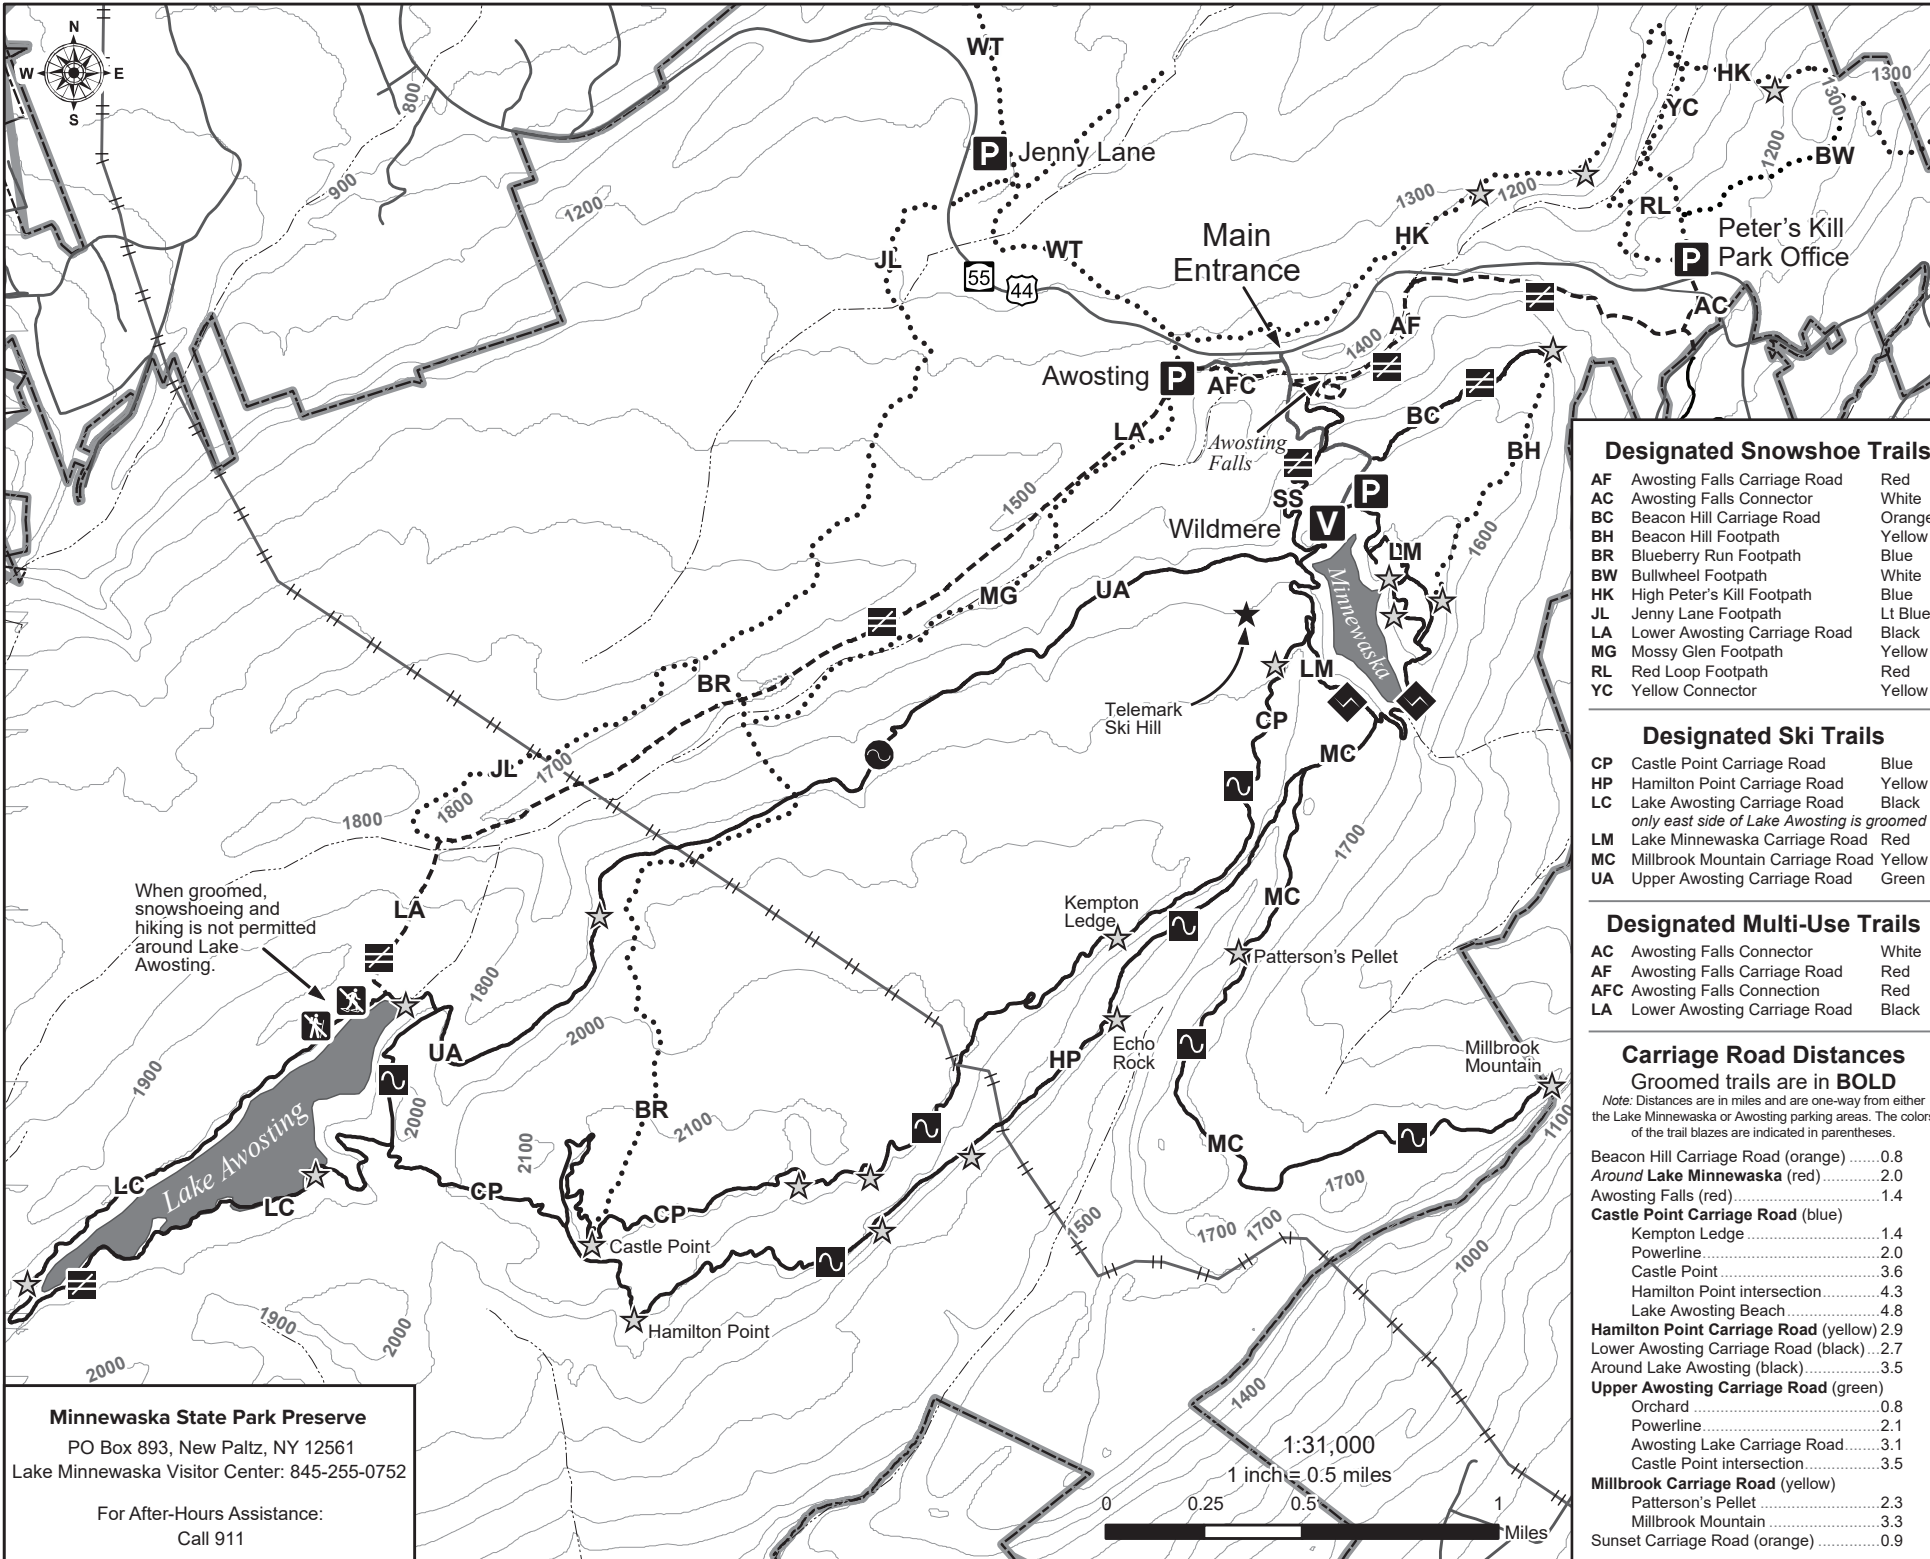 N
W
E
S
WT
P Jenny Lane
800
900
1200
JL
WT
55
44
Main
Entrance
1300
1200
HK
HK
1300
1300
YC
1200
BW
RL
Peter's Kill
P Park Office
AC
AF
1400
Awosting P AFC
BC
BH
LA
Awosting
Falls
1500
SS
P
V
Wildmere
LM
1600
Minnewaska
MG
UA
BR
LM
Telemark
Ski Hill
CP
MC
JL
1700
1800
1800
1700
When groomed,
snowshoeing and
hiking is not permitted
around Lake
Awosting.
LA
Kempton
Ledge
MC
Patterson's Pellet
1800
2000
UA
1900
HP
Echo
Rock
Millbrook
Mountain
2000
BR
2100
2100
1100
MC
Lake Awosting
LC
LC
CP
CP
1700
1500
1700
1700
Castle Point
1000
Hamilton Point
1900
2000
2000
1400
Minnewaska State Park Preserve
PO Box 893, New Paltz, NY 12561
Lake Minnewaska Visitor Center: 845-255-0752
For After-Hours Assistance:
Call 911
1:31,000
1 inch = 0.5 miles
0 0.25 0.5 1
Miles
Designated Snowshoe Trails
AF Awosting Falls Carriage Road Red
AC Awosting Falls Connector White
BC Beacon Hill Carriage Road Orange
BH Beacon Hill Footpath Yellow
BR Blueberry Run Footpath Blue
BW Bullwheel Footpath White
HK High Peter's Kill Footpath Blue
JL Jenny Lane Footpath Lt Blue
LA Lower Awosting Carriage Road Black
MG Mossy Glen Footpath Yellow
RL Red Loop Footpath Red
YC Yellow Connector Yellow
Designated Ski Trails
CP Castle Point Carriage Road Blue
HP Hamilton Point Carriage Road Yellow
LC Lake Awosting Carriage Road Black
only east side of Lake Awosting is groomed
LM Lake Minnewaska Carriage Road Red
MC Millbrook Mountain Carriage Road Yellow
UA Upper Awosting Carriage Road Green
Designated Multi-Use Trails
AC Awosting Falls Connector White
AF Awosting Falls Carriage Road Red
AFC Awosting Falls Connection Red
LA Lower Awosting Carriage Road Black
Carriage Road Distances
Groomed trails are in BOLD
Note: Distances are in miles and are one-way from either
the Lake Minnewaska or Awosting parking areas. The colors
of the trail blazes are indicated in parentheses.
Beacon Hill Carriage Road (orange) .......0.8
Around Lake Minnewaska (red) ............2.0
Awosting Falls (red)................................1.4
Castle Point Carriage Road (blue)
Kempton Ledge .............................1.4
Powerline.......................................2.0
Castle Point ...................................3.6
Hamilton Point intersection............4.3
Lake Awosting Beach....................4.8
Hamilton Point Carriage Road (yellow) 2.9
Lower Awosting Carriage Road (black)...2.7
Around Lake Awosting (black)................3.5
Upper Awosting Carriage Road (green)
Orchard .........................................0.8
Powerline.......................................2.1
Awosting Lake Carriage Road.......3.1
Castle Point intersection................3.5
Millbrook Carriage Road (yellow)
Patterson's Pellet ..........................2.3
Millbrook Mountain ........................3.3
Sunset Carriage Road (orange) .............0.9